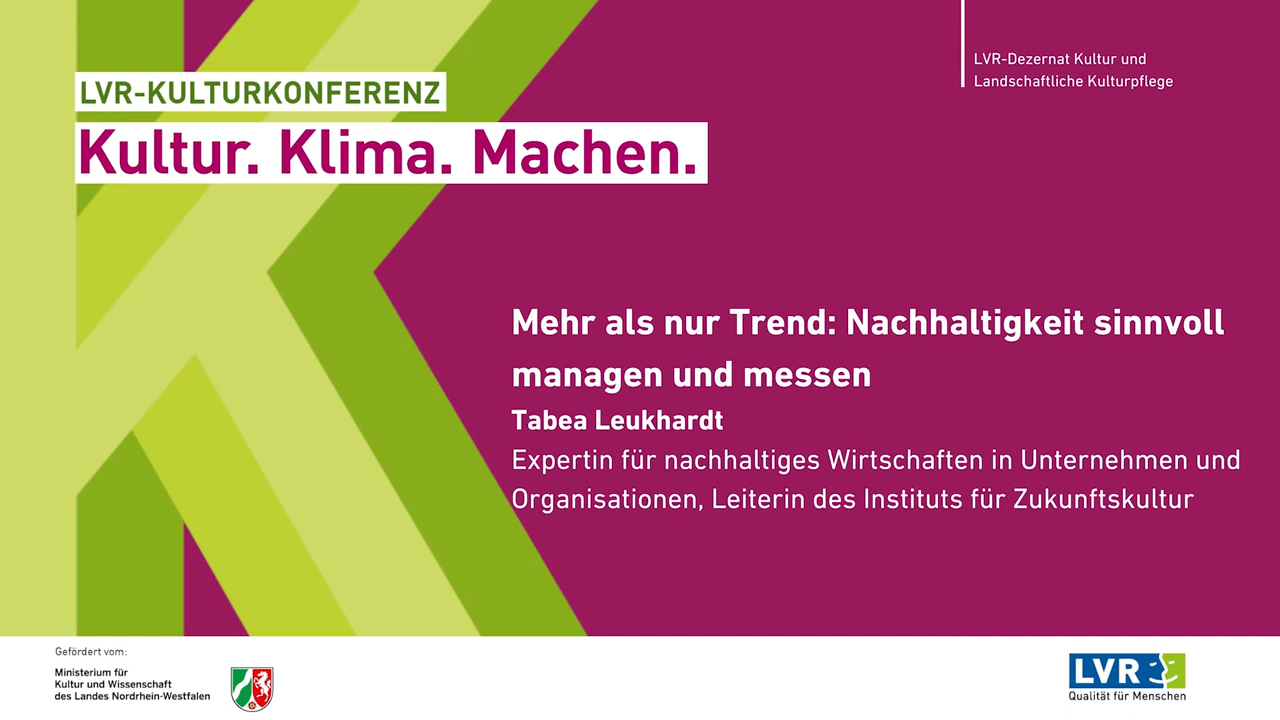 LVR-Dezernat Kultur und
Landschaftliche Kulturpflege
LVR-KULTURKONFERENZ
Kultur. Klima. Machen.
Mehr als nur Trend: Nachhaltigkeit sinnvoll
managen und messen
Tabea Leukhardt
Expertin für nachhaltiges Wirtschaften in Unternehmen und
Organisationen, Leiterin des Instituts für Zukunftskultur
Gefördert vom:
Ministerium für
Kultur und Wissenschaft
des Landes Nordrhein-Westfalen
LVR
Qualität für Menschen